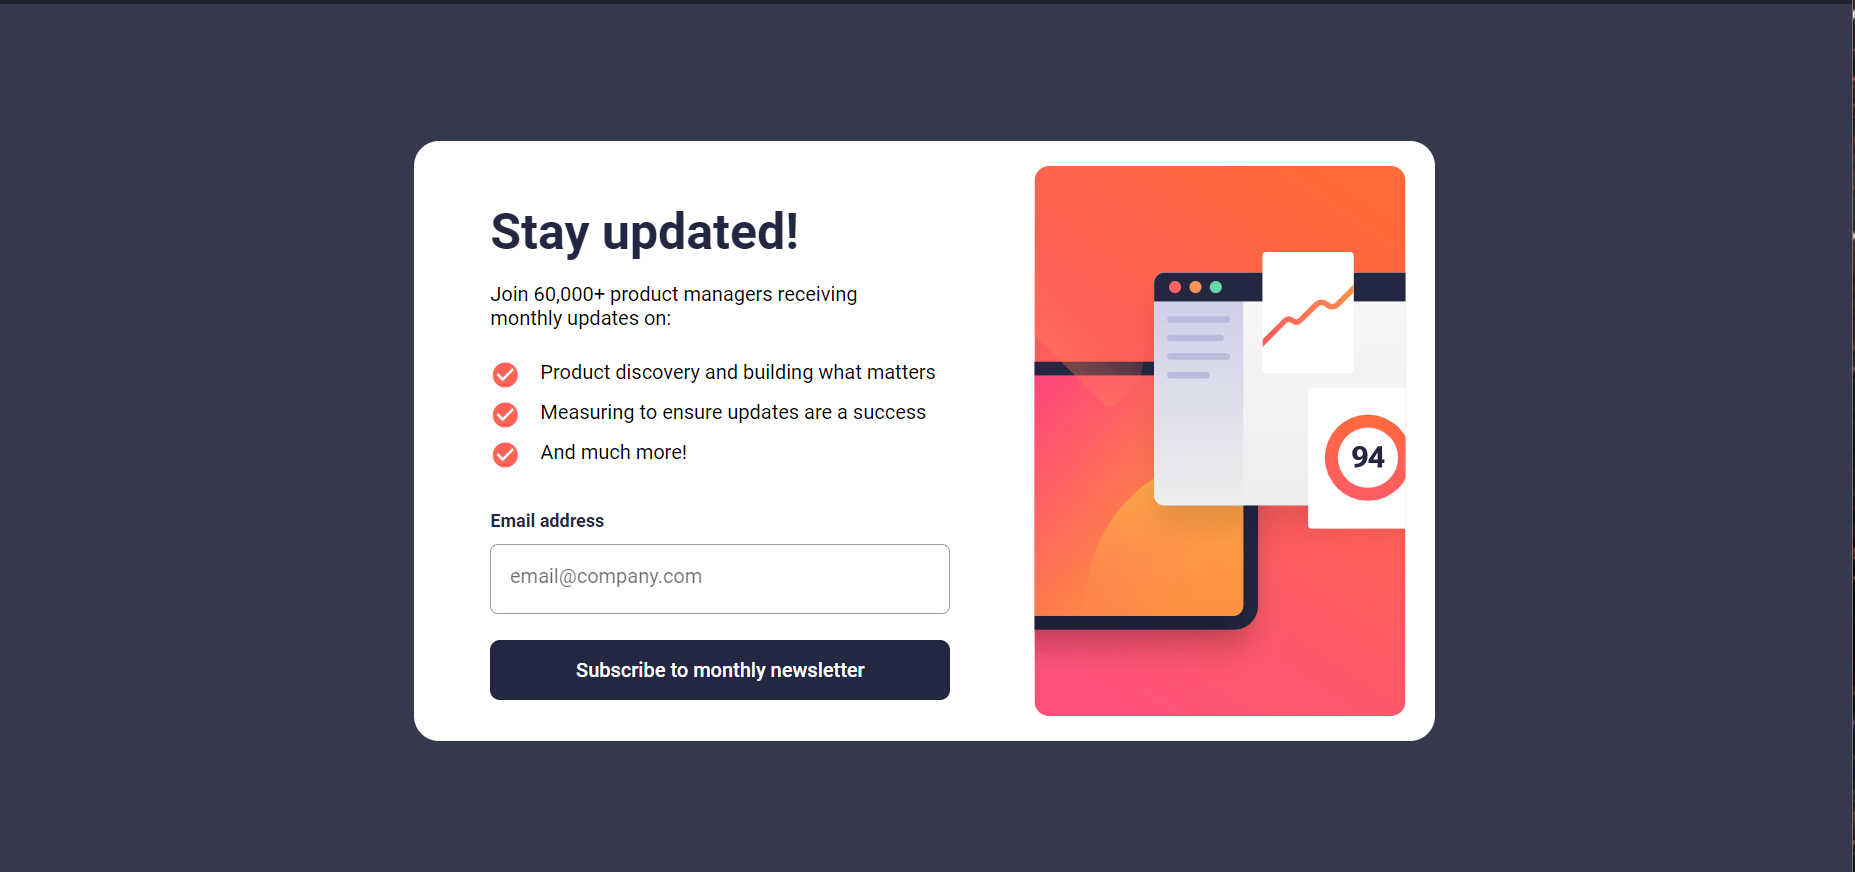 Stay updated!
Join 60,000+ product managers receiving
monthly updates on:
Product discovery and building what matters
Measuring to ensure updates are a success
And much more!
Email address
email@company.com
Subscribe to monthly newsletter
94